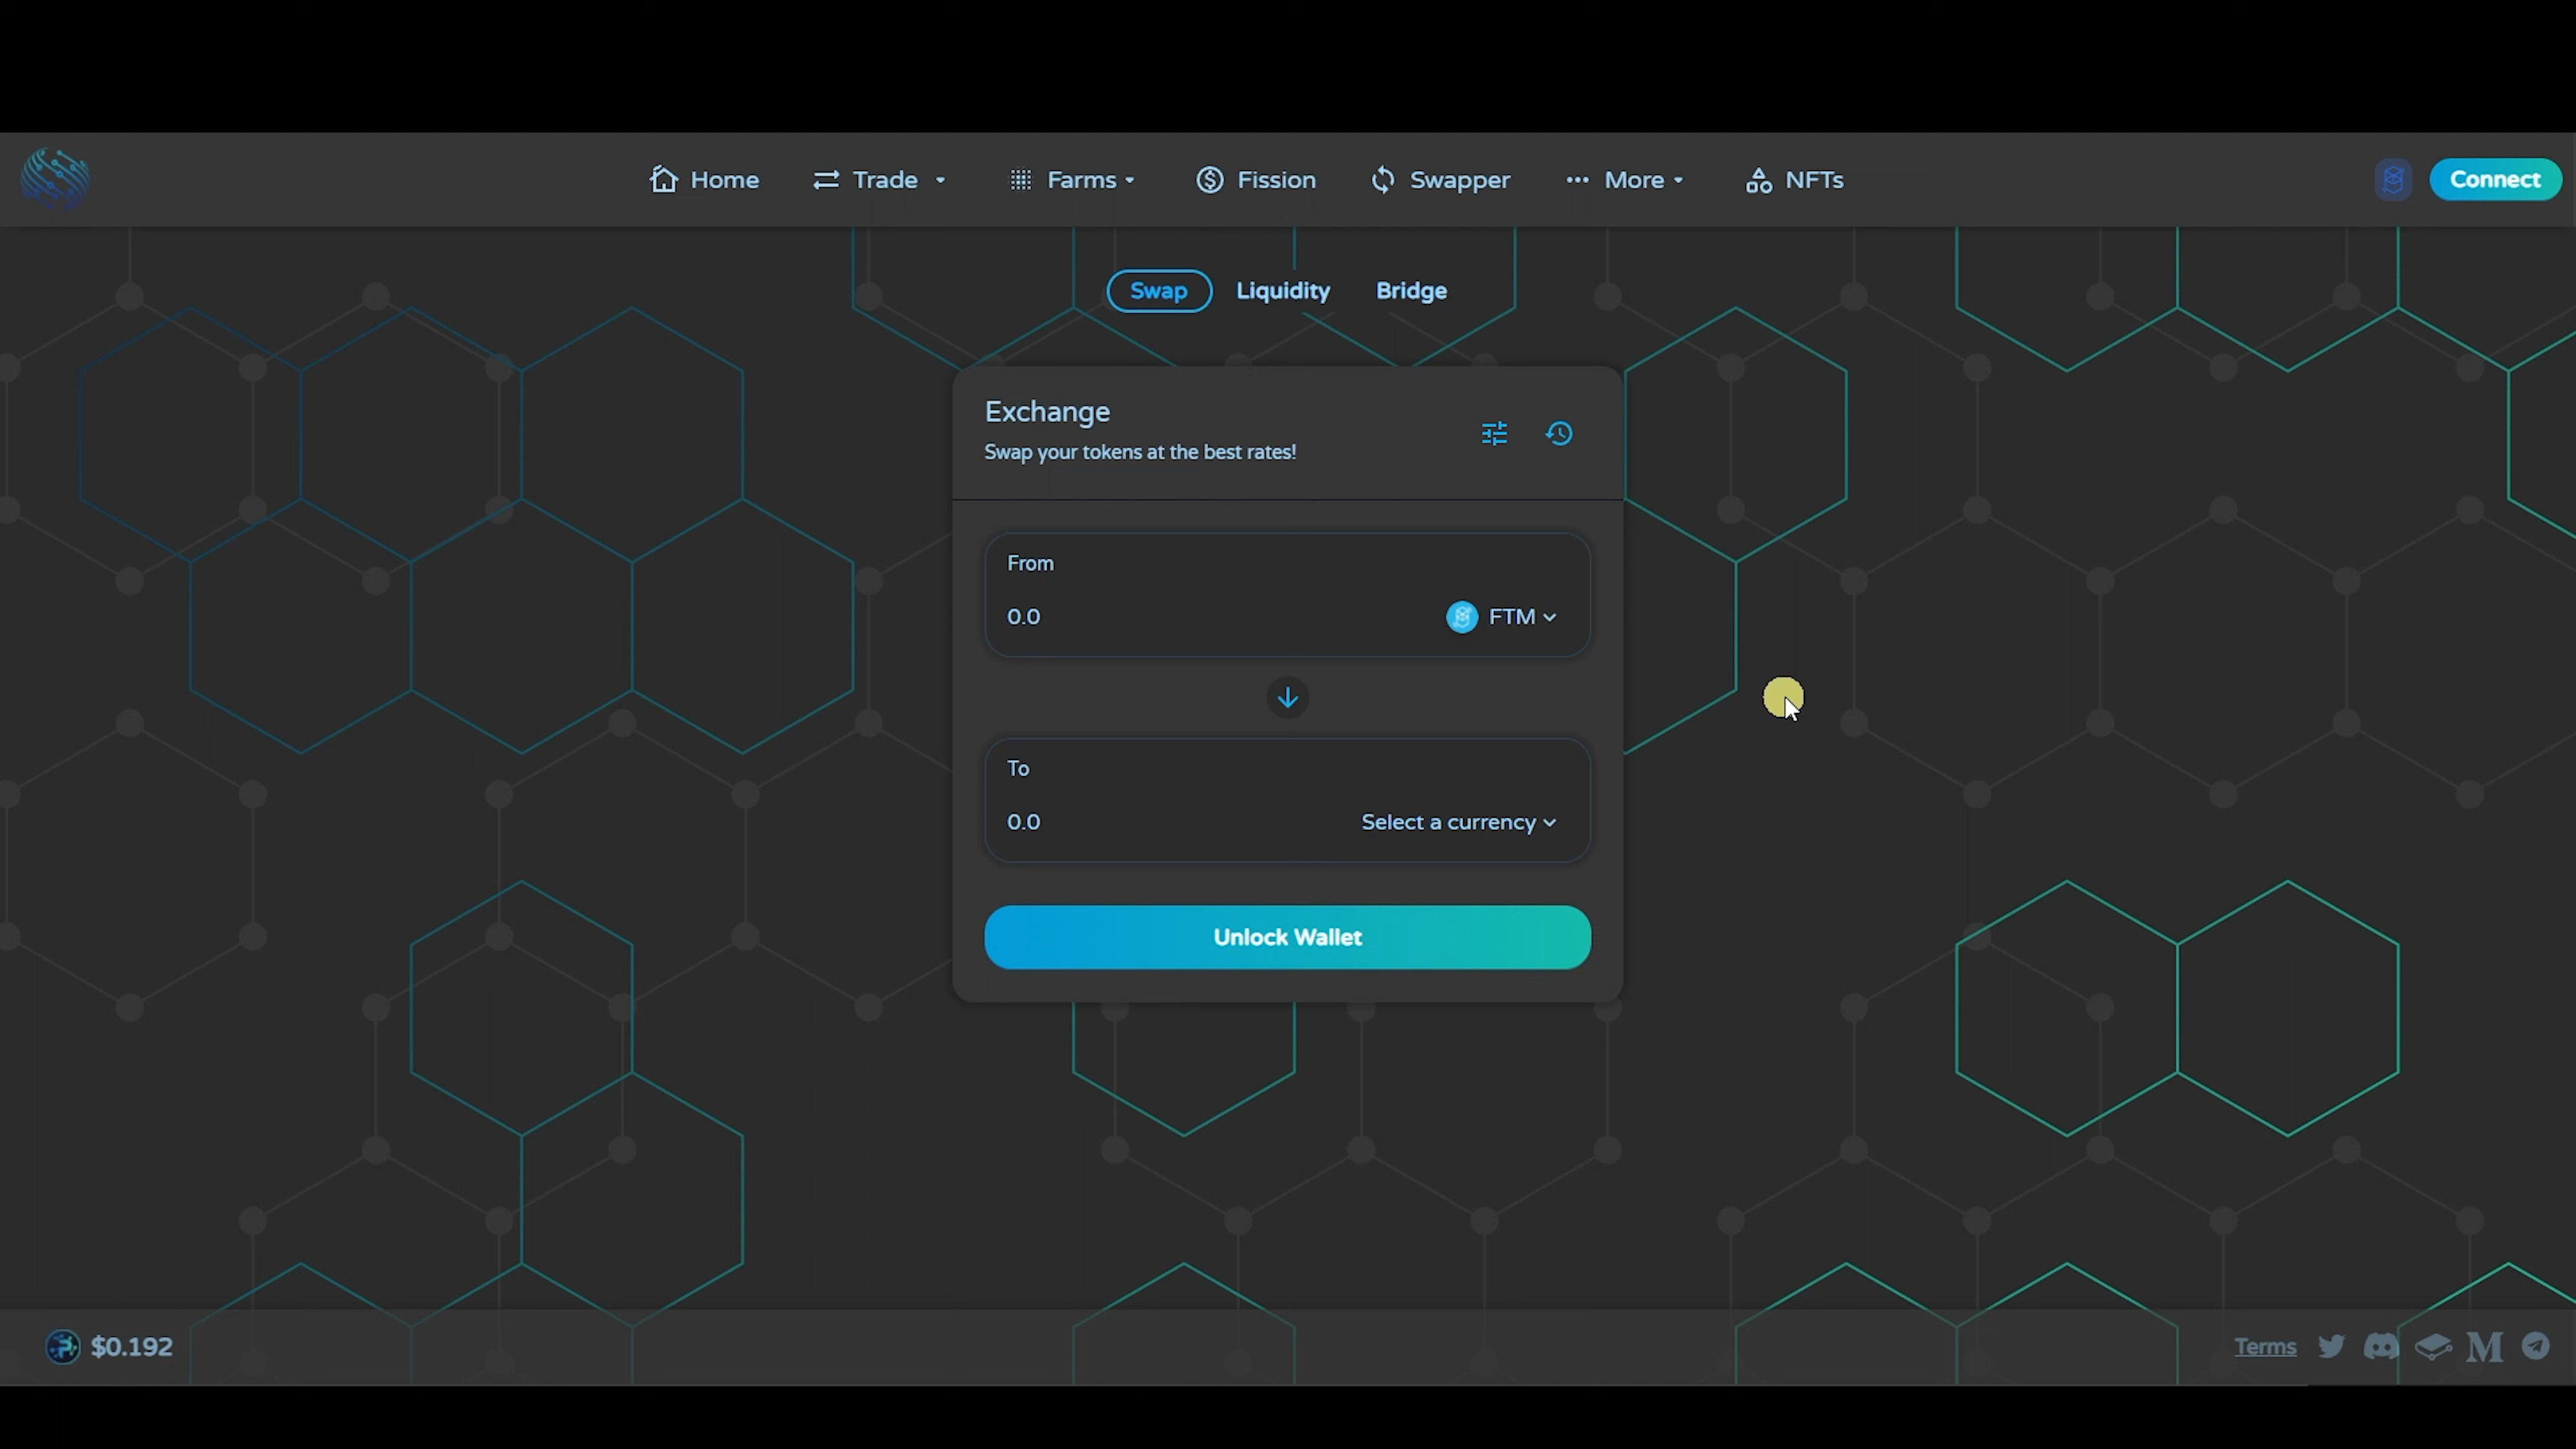 Home Trade Farms Fission Swapper More NFTs Connect
Swap Liquidity Bridge
Exchange
Swap your tokens at the best rates!
From
0.0 FTM
To
0.0 Select a currency
Unlock Wallet
$0.192 Terms